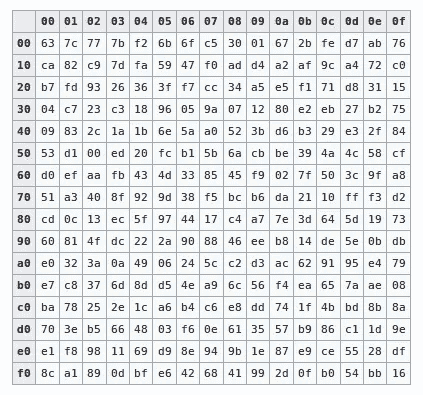 00 01 02 03 04 05 06 07 08 09 0a 0b 0c 0d 0e 0f
00 63 7c 77 7b f2 6b 6f c5 30 01 67 2b fe d7 ab 76
10 ca 82 c9 7d fa 59 47 f0 ad d4 a2 af 9c a4 72 c0
20 b7 fd 93 26 36 3f f7 cc 34 a5 e5 f1 71 d8 31 15
30 04 c7 23 c3 18 96 05 9a 07 12 80 e2 eb 27 b2 75
40 09 83 2c 1a 1b 6e 5a a0 52 3b d6 b3 29 e3 2f 84
50 53 d1 00 ed 20 fc b1 5b 6a cb be 39 4a 4c 58 cf
60 d0 ef aa fb 43 4d 33 85 45 f9 02 7f 50 3c 9f a8
70 51 a3 40 8f 92 9d 38 f5 bc b6 da 21 10 ff f3 d2
80 cd 0c 13 ec 5f 97 44 17 c4 a7 7e 3d 64 5d 19 73
90 60 81 4f dc 22 2a 90 88 46 ee b8 14 de 5e 0b db
a0 e0 32 3a 0a 49 06 24 5c c2 d3 ac 62 91 95 e4 79
b0 e7 c8 37 6d 8d d5 4e a9 6c 56 f4 ea 65 7a ae 08
c0 ba 78 25 2e 1c a6 b4 c6 e8 dd 74 1f 4b bd 8b 8a
d0 70 3e b5 66 48 03 f6 0e 61 35 57 b9 86 c1 1d 9e
e0 e1 f8 98 11 69 d9 8e 94 9b 1e 87 e9 ce 55 28 df
f0 8c a1 89 0d bf e6 42 68 41 99 2d 0f b0 54 bb 16